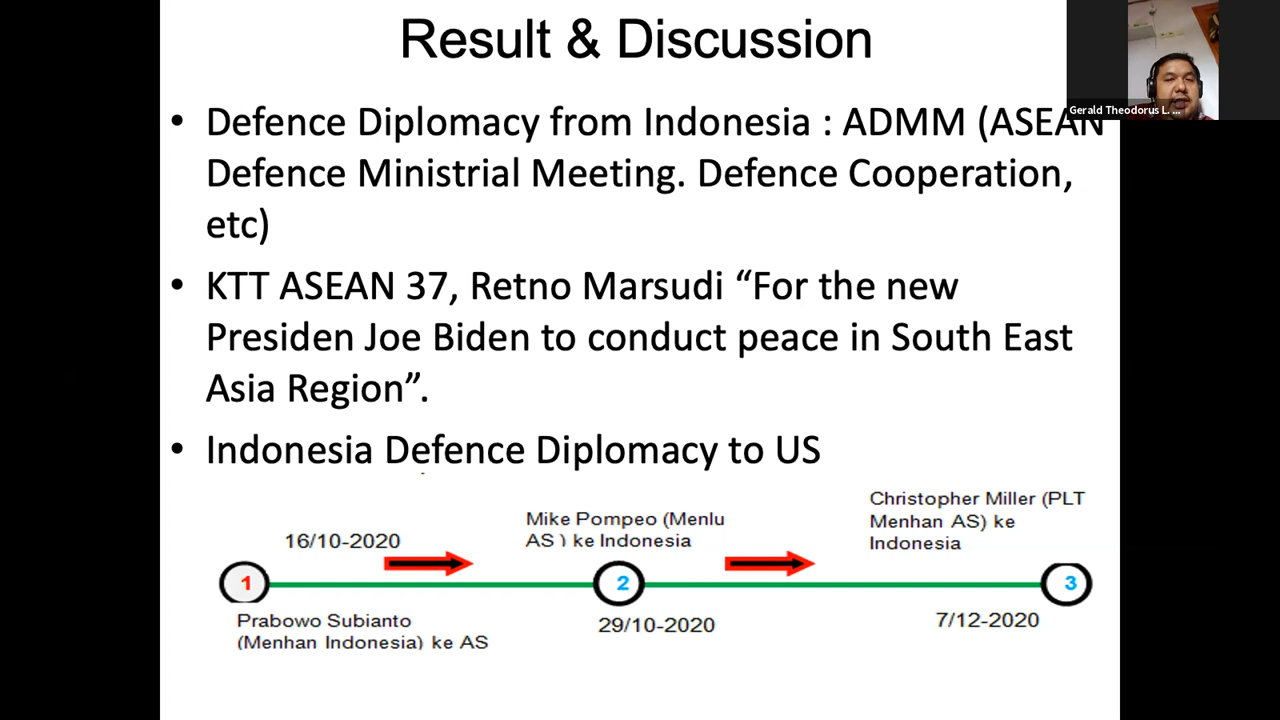 Result & Discussion
Gerald Theodorus L. ...
• Defence Diplomacy from Indonesia : ADMM (ASEAN
Defence Ministrial Meeting. Defence Cooperation,
etc)
• KTT ASEAN 37, Retno Marsudi “For the new
Presiden Joe Biden to conduct peace in South East
Asia Region”.
• Indonesia Defence Diplomacy to US
16/10-2020
Mike Pompeo (Menlu
AS ) ke Indonesia
Christopher Miller (PLT
Menhan AS) ke
Indonesia
1
2
3
Prabowo Subianto
(Menhan Indonesia) ke AS
29/10-2020
7/12-2020